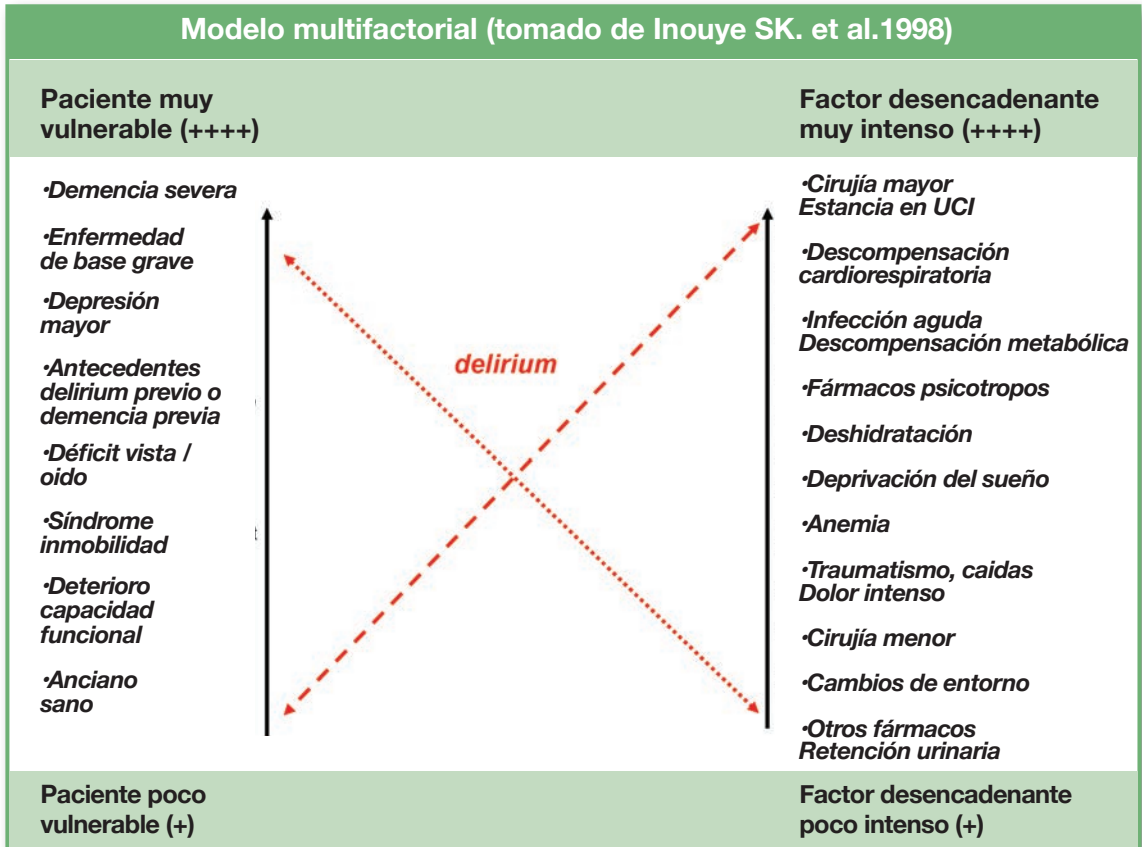 Modelo multifactorial (tomado de Inouye SK. et al.1998)
Paciente muy
vulnerable (++++)
Factor desencadenante
muy intenso (++++)
·Demencia severa
·Enfermedad
de base grave
·Depresión
mayor
·Antecedentes
delirium previo o
demencia previa
·Déficit vista /
oido
·Síndrome
inmobilidad
·Deterioro
capacidad
funcional
·Anciano
sano
delirium
·Cirujía mayor
Estancia en UCI
·Descompensación
cardiorespiratoria
·Infección aguda
Descompensación metabólica
·Fármacos psicotropos
·Deshidratación
·Deprivación del sueño
·Anemia
·Traumatismo, caidas
Dolor intenso
·Cirujía menor
·Cambios de entorno
·Otros fármacos
Retención urinaria
Paciente poco
vulnerable (+)
Factor desencadenante
poco intenso (+)